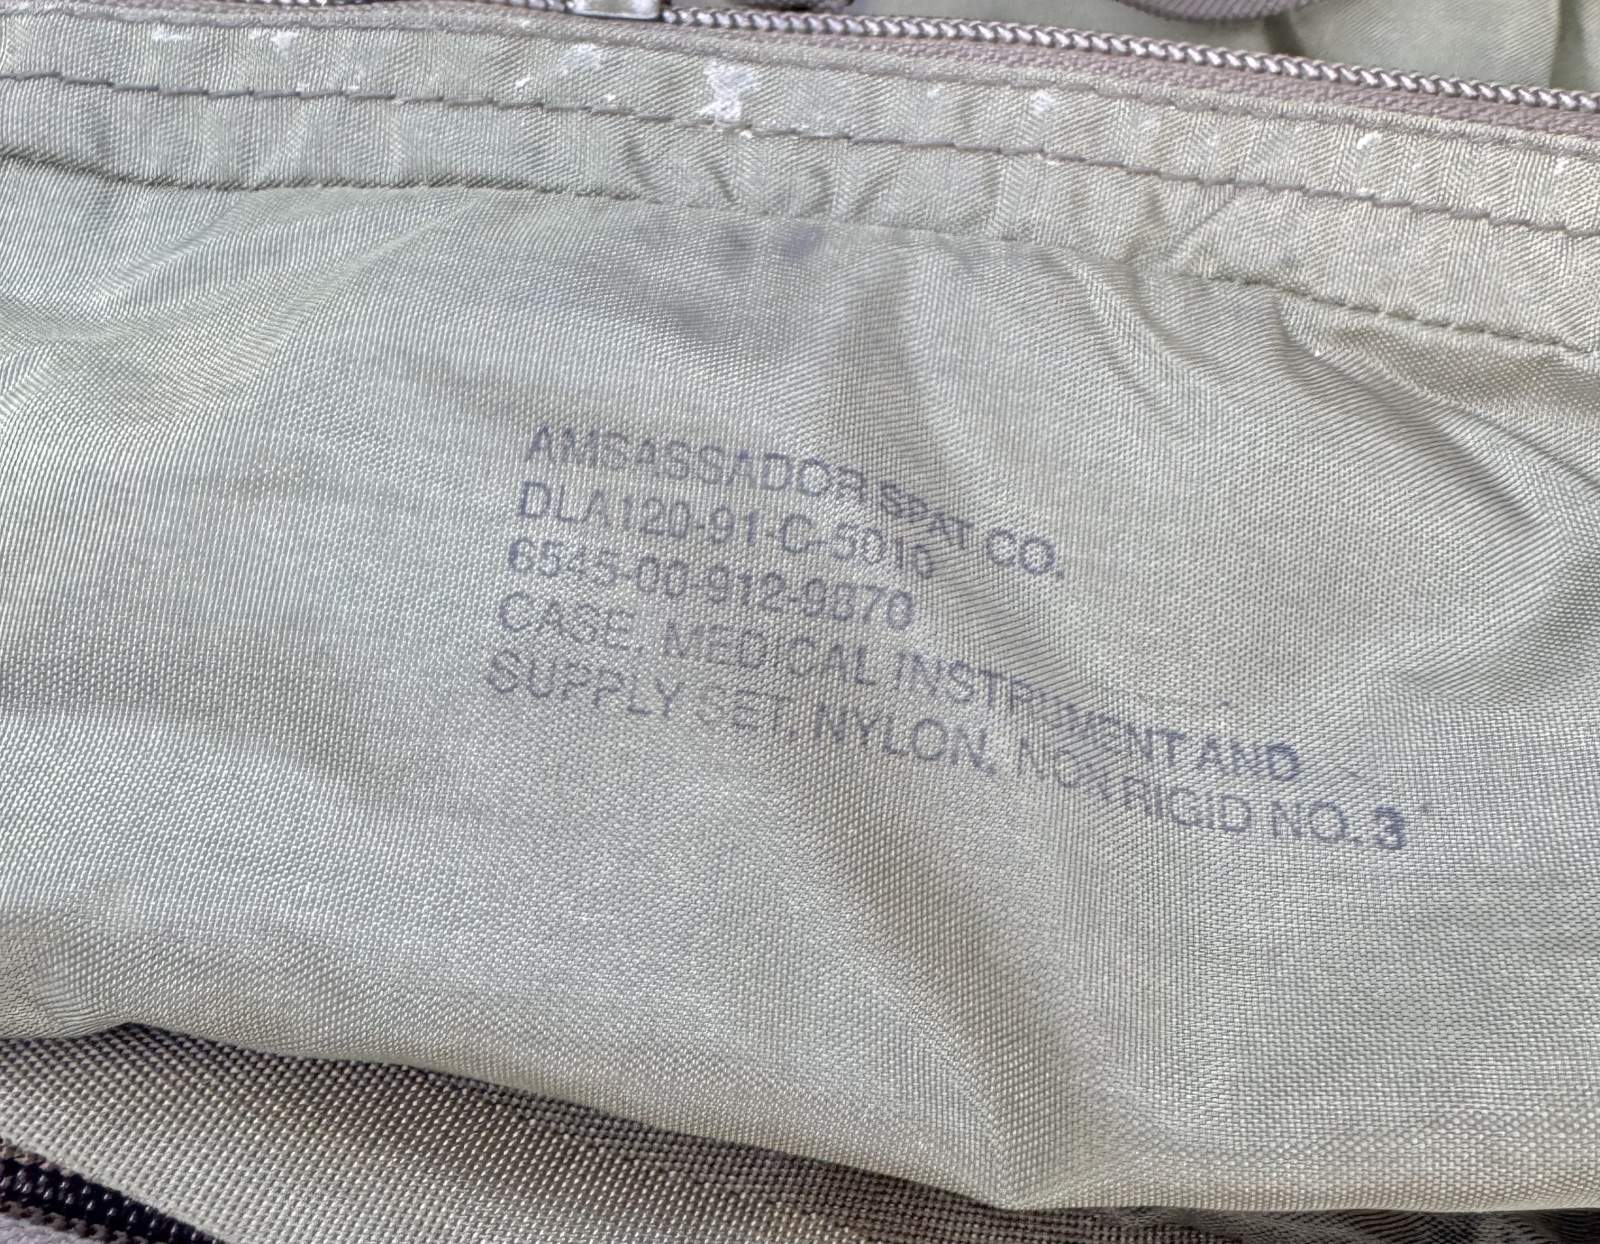 AMBASSADOR SPAT CO.
DLA120-91-C-5010
6545-00-912-9870
CASE, MEDICAL INSTRUMENT AND
SUPPLY SET, NYLON, NONRIGID NO. 3